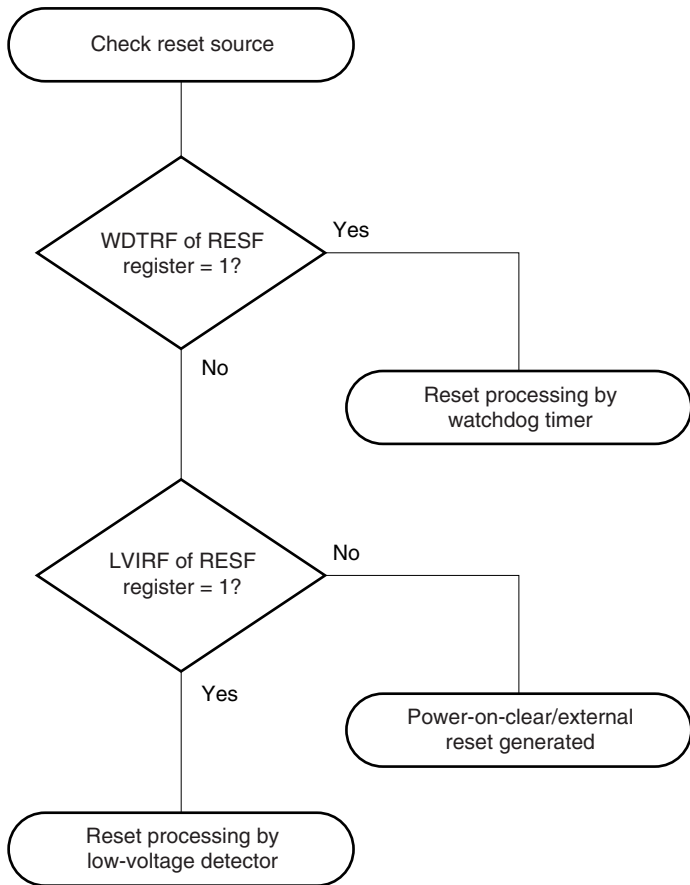 Check reset source
WDTRF of RESF
register = 1?
Yes
No
Reset processing by
watchdog timer
LVIRF of RESF
register = 1?
No
Yes
Power-on-clear/external
reset generated
Reset processing by
low-voltage detector